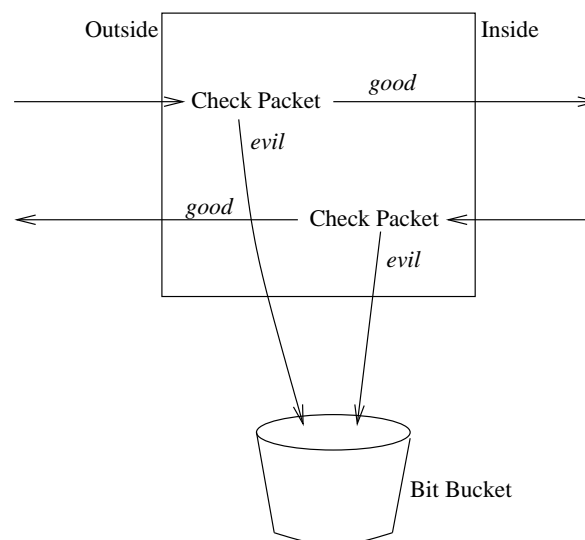 Outside
Inside
Check Packet
good
evil
good
Check Packet
evil
Bit Bucket